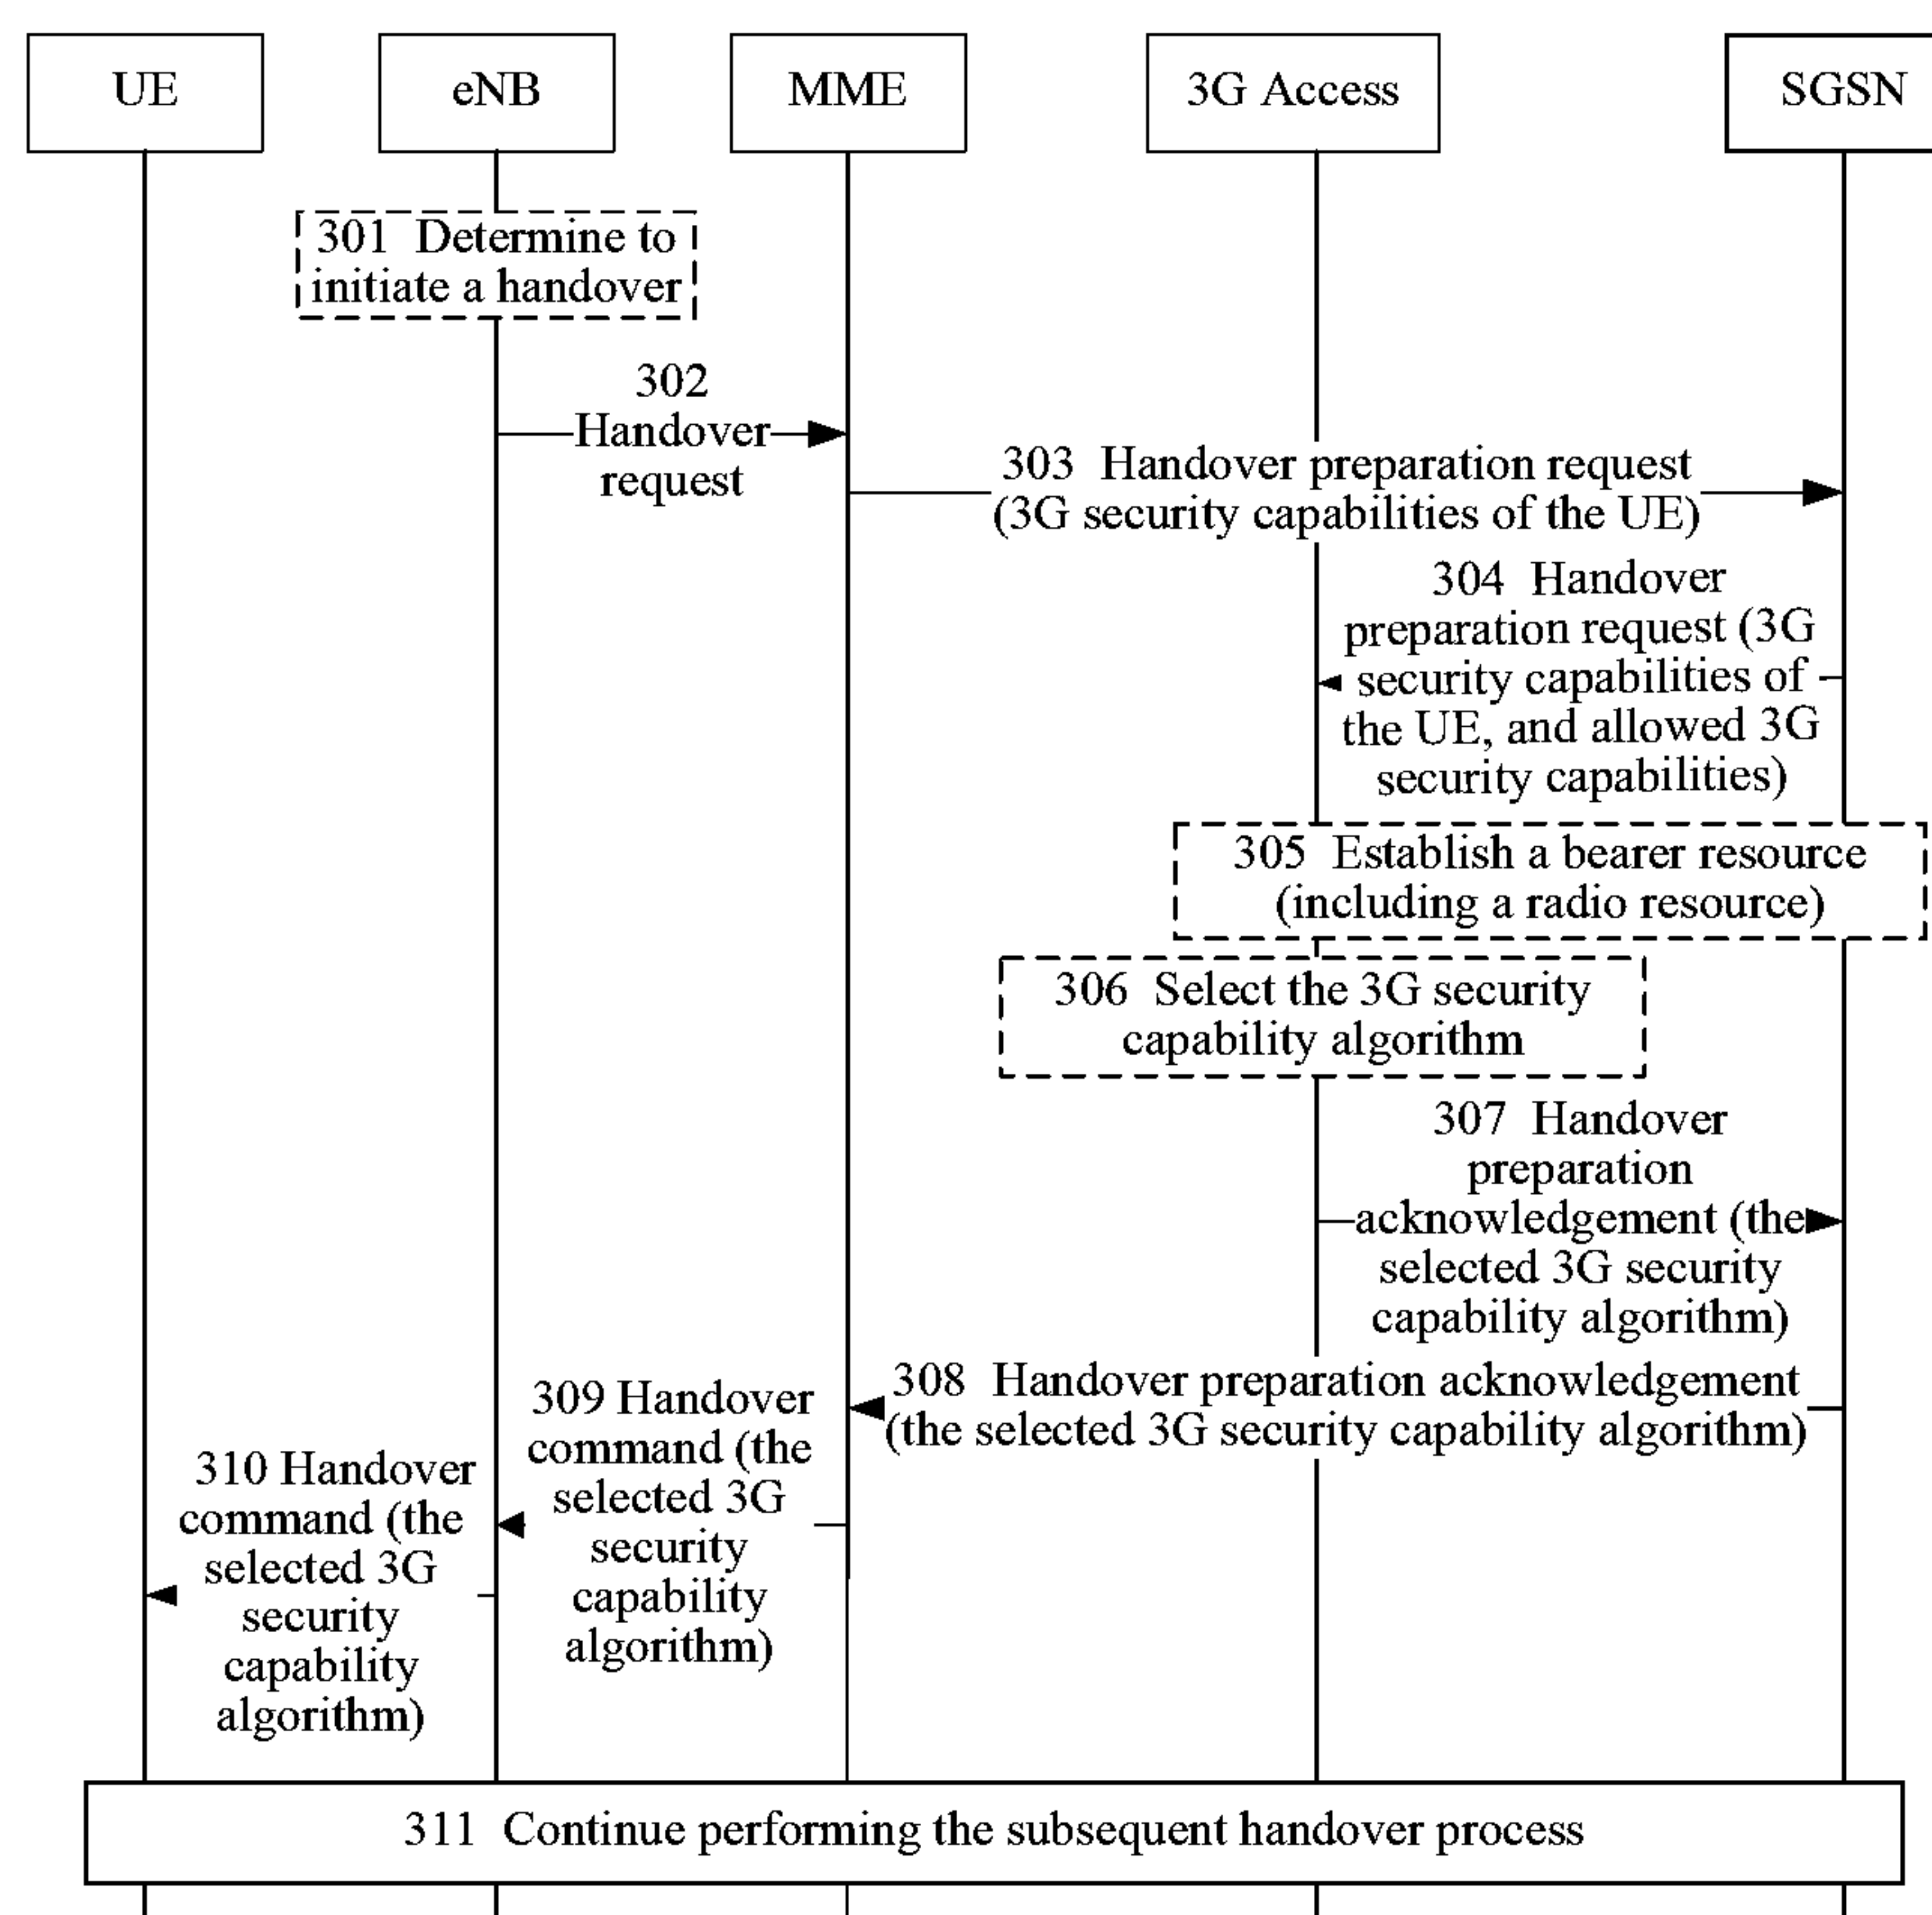 UE
eNB
MME
3G Access
SGSN
301 Determine to
initiate a handover
302
Handover
request
303 Handover preparation request
(3G security capabilities of the UE)
304 Handover
preparation request (3G
security capabilities of
the UE, and allowed 3G
security capabilities)
305 Establish a bearer resource
(including a radio resource)
306 Select the 3G security
capability algorithm
307 Handover
preparation
acknowledgement (the
selected 3G security
capability algorithm)
308 Handover preparation acknowledgement
(the selected 3G security capability algorithm)
309 Handover
command (the
selected 3G
security
capability
algorithm)
310 Handover
command (the
selected 3G
security
capability
algorithm)
311 Continue performing the subsequent handover process